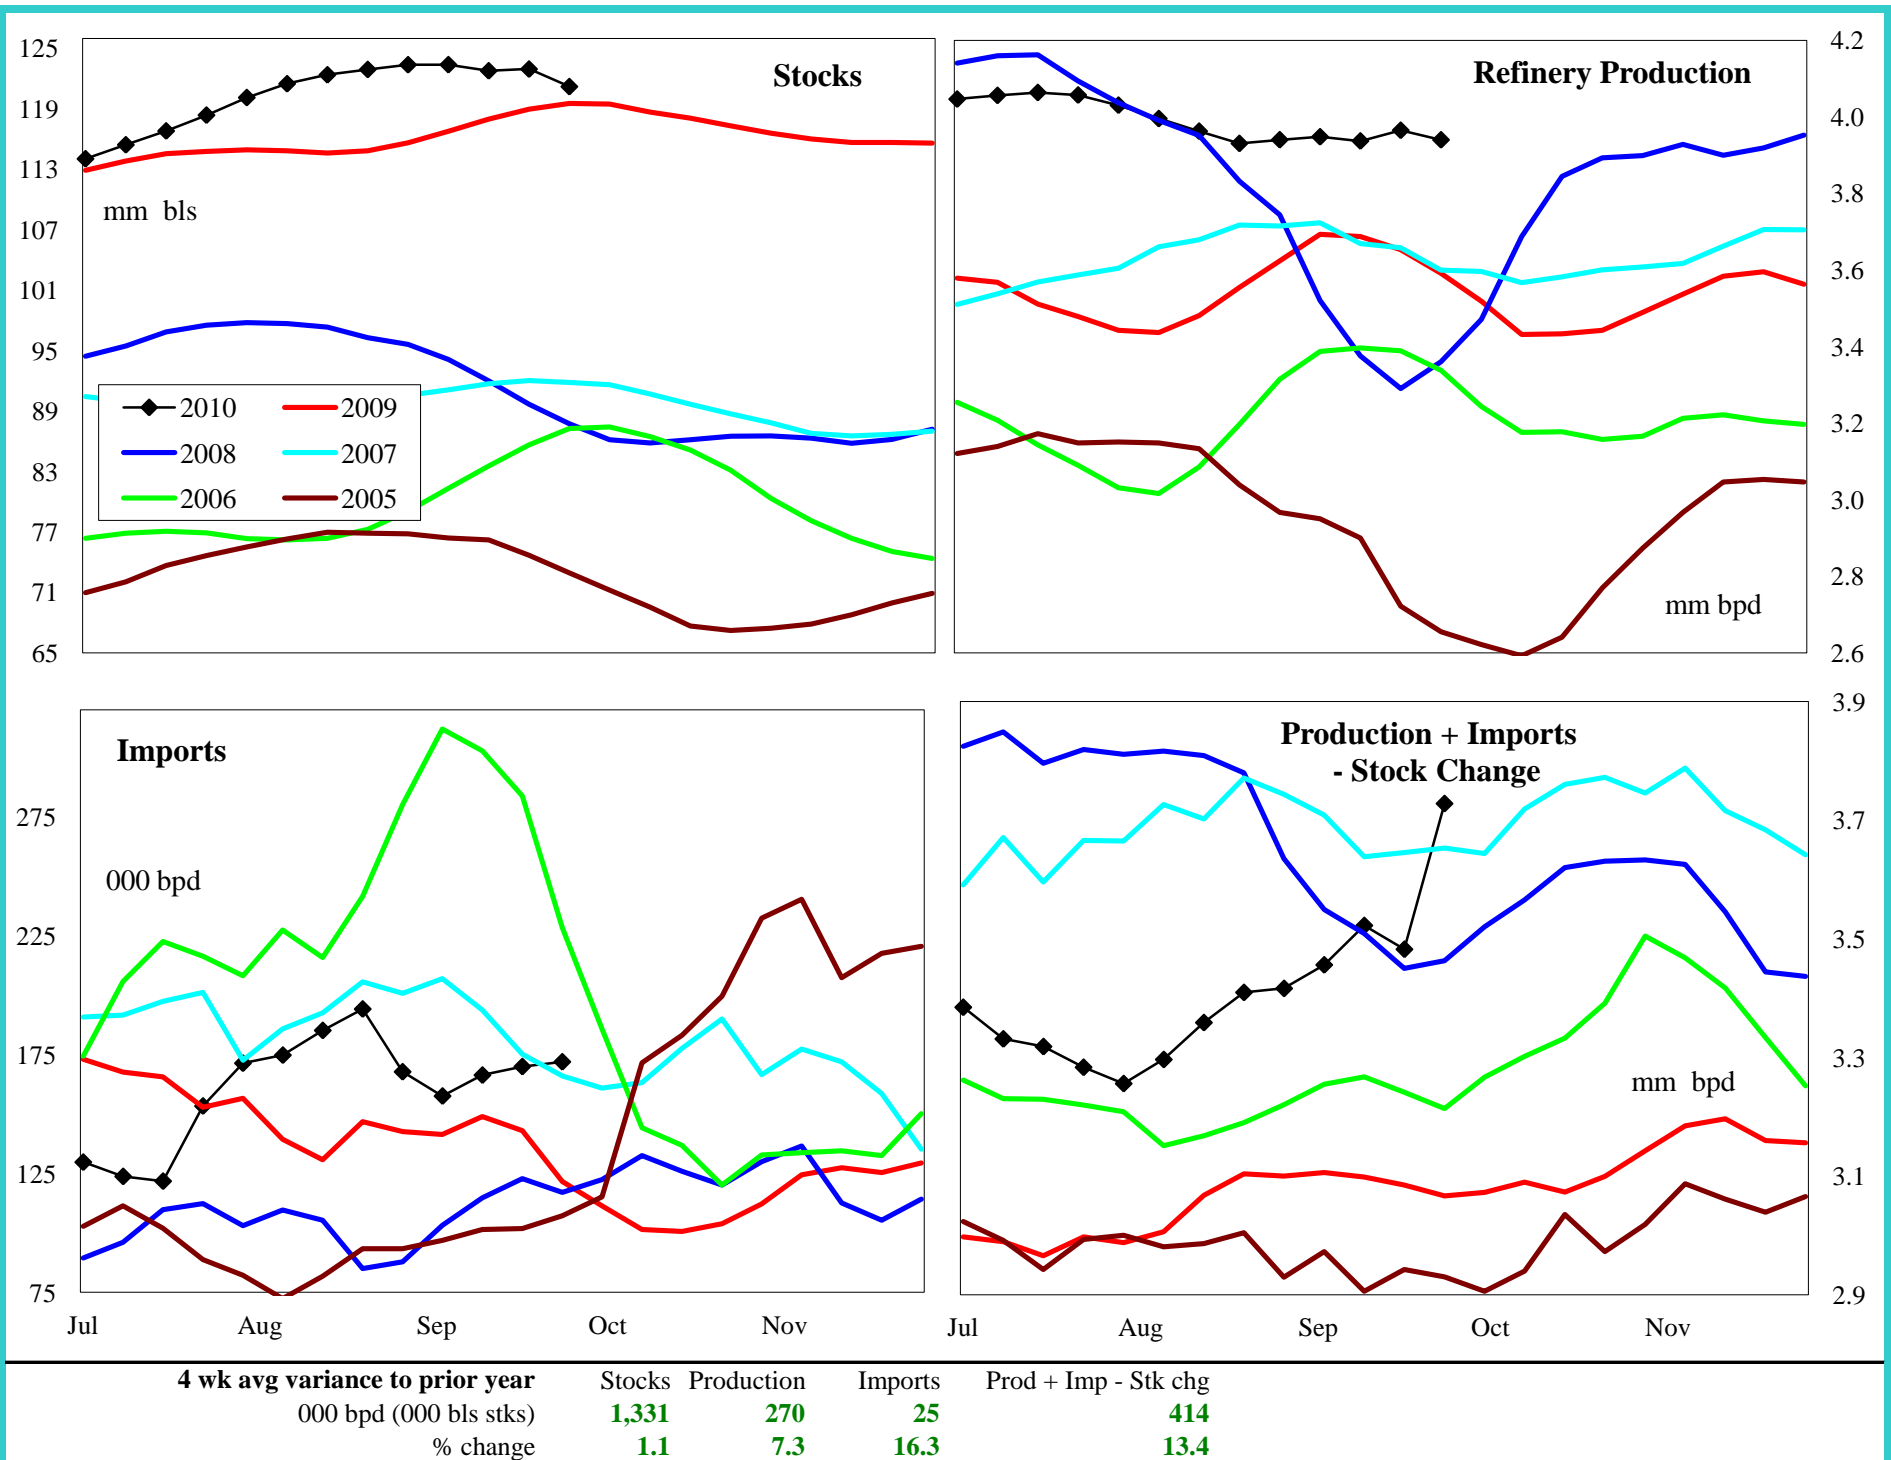 Stocks
125
119
113
107
101
95
89
83
77
71
65
mm bls
2010 2009
2008 2007
2006 2005
Refinery Production
4.2
4.0
3.8
3.6
3.4
3.2
3.0
2.8
2.6
mm bpd
Imports
275
225
175
125
75
000 bpd
Jul Aug Sep Oct Nov
Production + Imports
- Stock Change
3.9
3.7
3.5
3.3
3.1
2.9
mm bpd
Jul Aug Sep Oct Nov
4 wk avg variance to prior year Stocks Production Imports Prod + Imp - Stk chg
000 bpd (000 bls stks) 1,331 270 25 414
% change 1.1 7.3 16.3 13.4